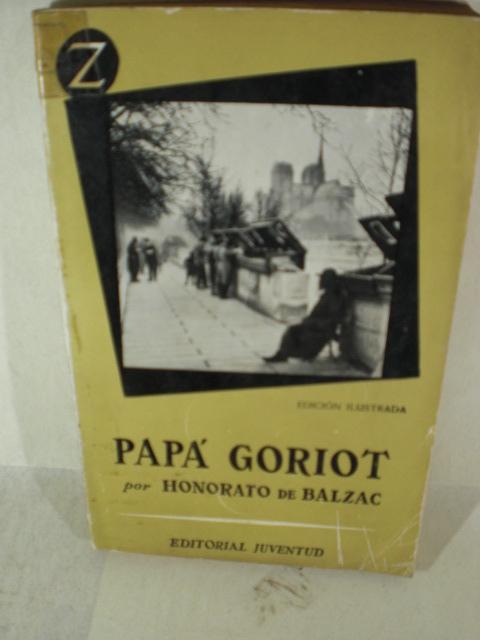 Z
EDICIÓN ILUSTRADA
PAPÁ GORIOT
por HONORATO DE BALZAC
EDITORIAL JUVENTUD